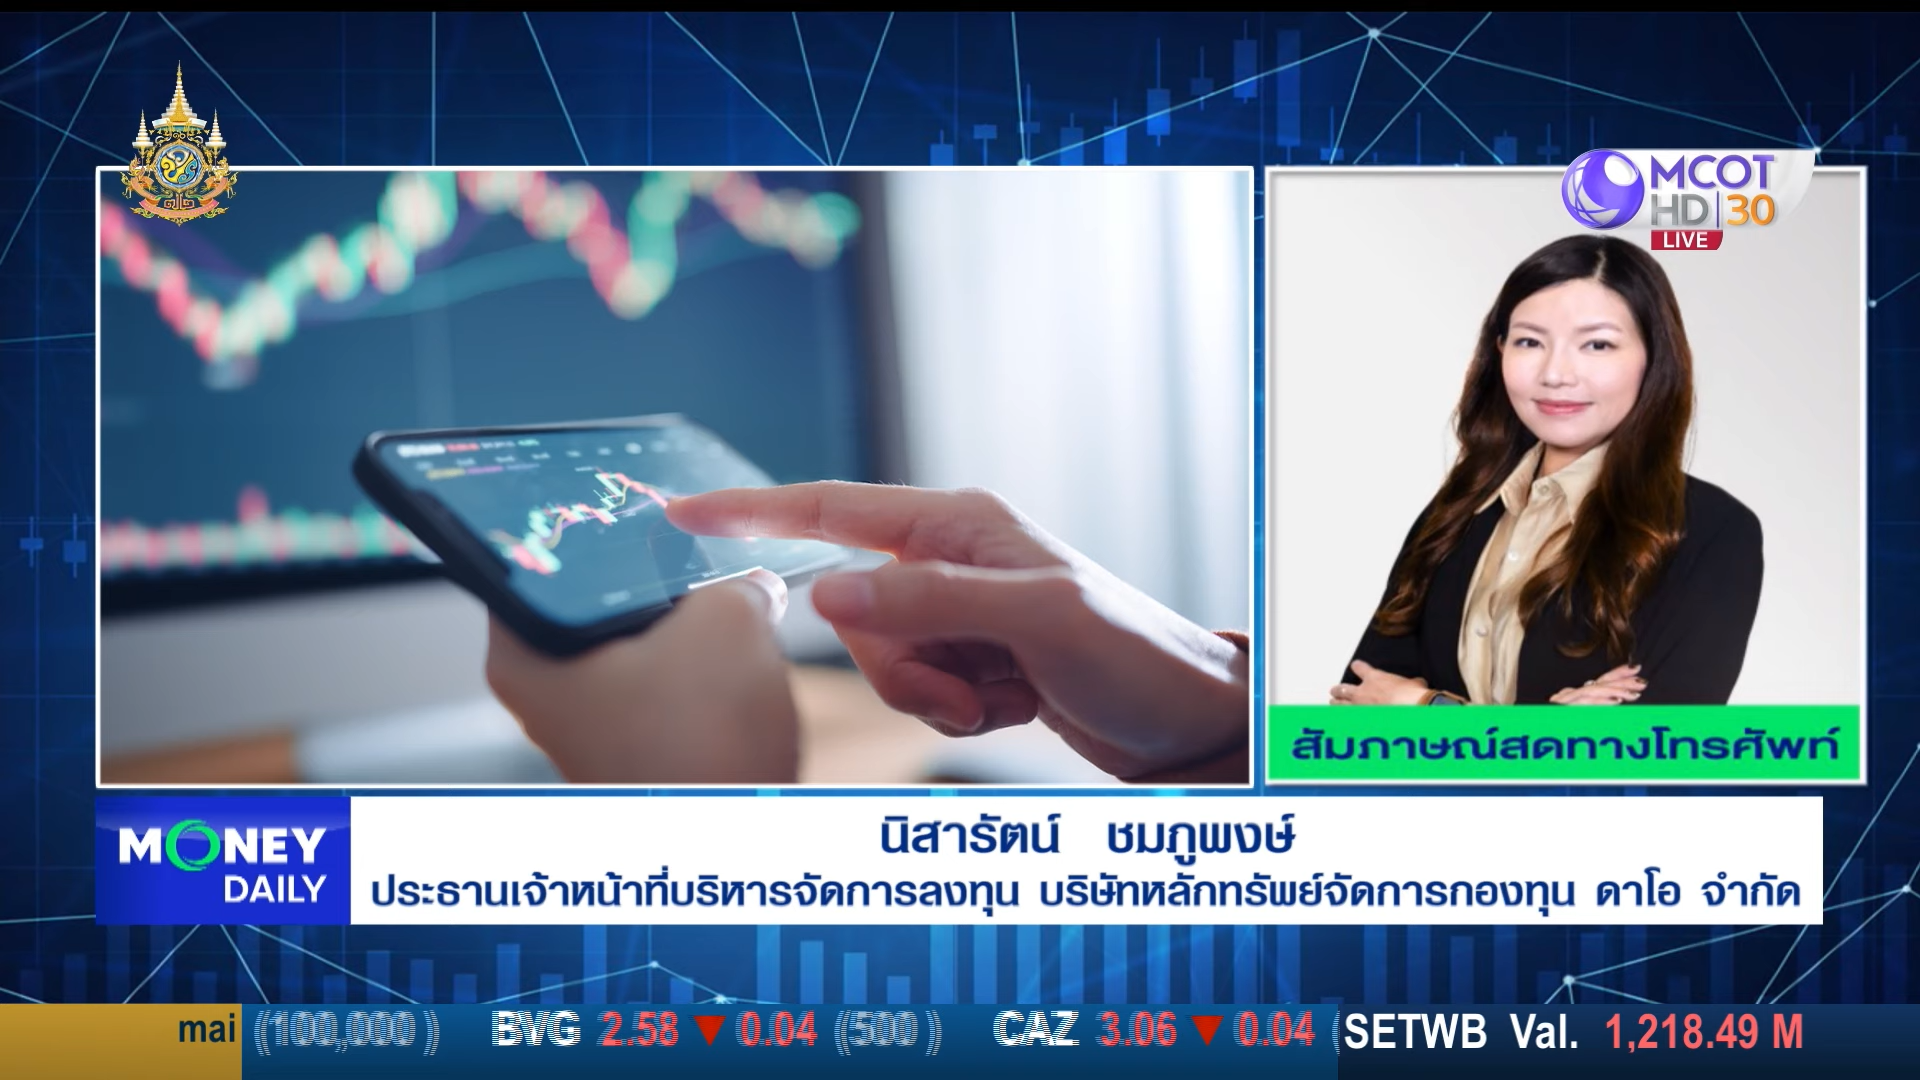 MCOT
HD 30
LIVE
สัมภาษณ์สดทางโทรศัพท์
MONEY
DAILY
นิสารัตน์ ชมภูพงษ์
ประธานเจ้าหน้าที่บริหารจัดการลงทุน บริษัทหลักทรัพย์จัดการกองทุน ดาโอ จำกัด
mai (100,000) BVG 2.58 ▼ 0.04 (500) CAZ 3.06 ▼ 0.04 ( SETWB Val. 1,218.49 M